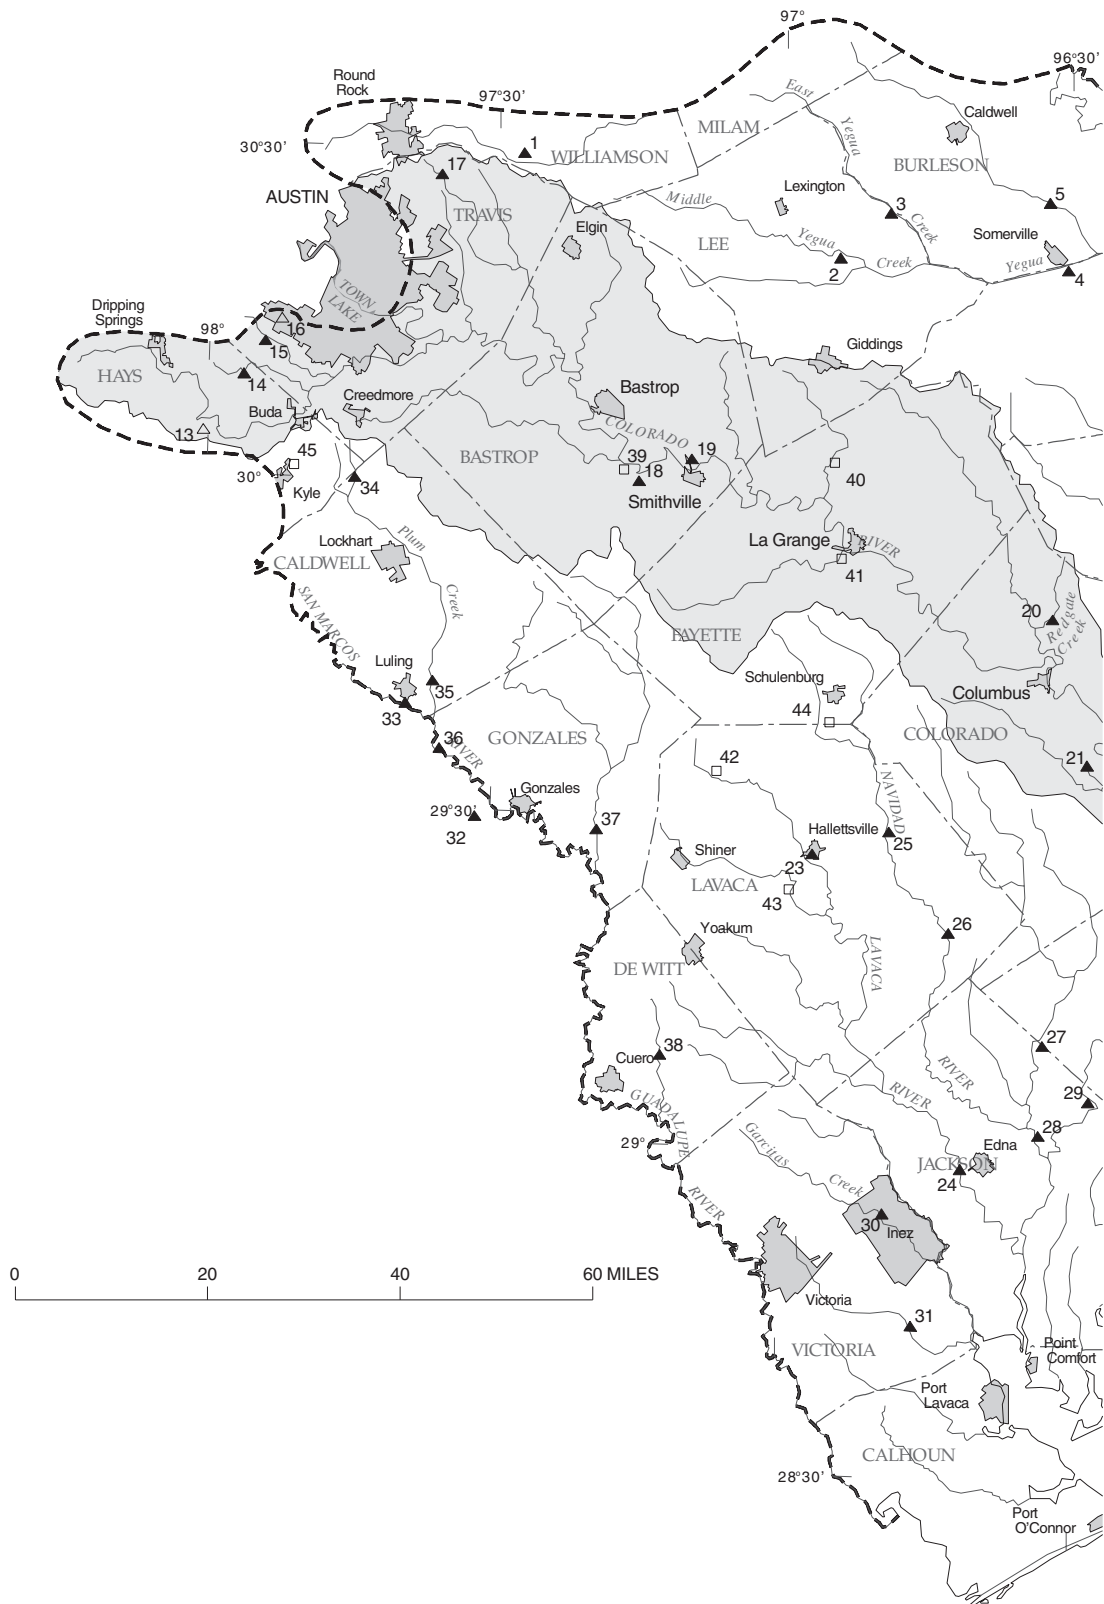 97°
96°30'
Round
Rock
97°30'
East
Caldwell
30°30'
1
MILAM
Yegua
WILLIAMSON
BURLESON
17
AUSTIN
Lexington
Middle
3
5
TRAVIS
Elgin
LEE
Creek
Somerville
Yegua
2
Creek
Yegua
4
TOWN
LAKE
Dripping
Springs
98°
16
15
Giddings
HAYS
14
Bastrop
Creedmore
Buda
13
COLORADO
45
BASTROP
39
19
30°
18
40
Kyle
34
Smithville
Lockhart
Plum
La Grange
RIVER
CALDWELL
41
Creek
SAN MARCOS
20
Redgate
Creek
FAYETTE
Luling
35
Schulenburg
Columbus
33
44
36
GONZALES
COLORADO
RIVER
42
21
NAVIDAD
Gonzales
29°30'
32
37
Hallettsville
25
Shiner
23
LAVACA
43
Yoakum
26
DE WITT
LAVACA
38
27
Cuero
RIVER
GUADALUPE
RIVER
29
28
29°
Garcitas
Edna
JACKSON
24
Creek
RIVER
30
Inez
0
20
40
60 MILES
Victoria
31
VICTORIA
Point
Comfort
Port
Lavaca
CALHOUN
28°30'
Port
O'Connor